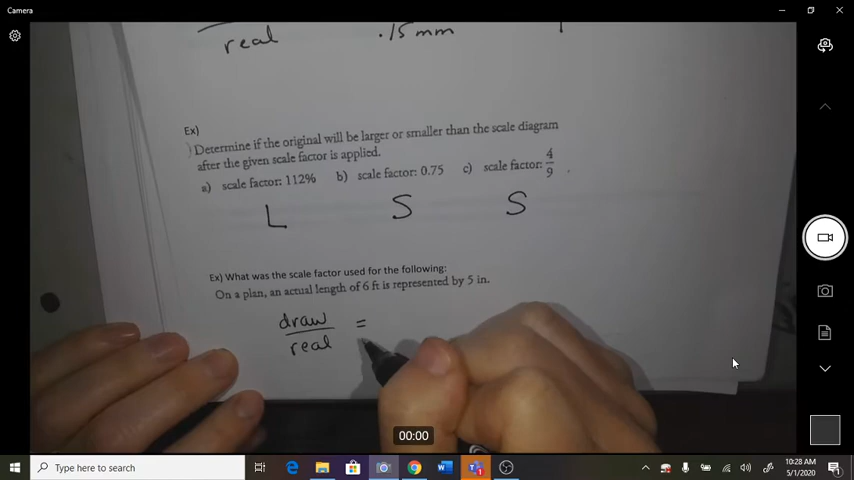 Camera
real
.15mm
Ex)
Determine if the original will be larger or smaller than the scale diagram
after the given scale factor is applied.
a) scale factor: 112% b) scale factor: 0.75 c) scale factor: 4/9
L S S
Ex) What was the scale factor used for the following:
On a plan, an actual length of 6 ft is represented by 5 in.
draw =
real
00:00
Type here to search
10:28 AM
5/1/2020